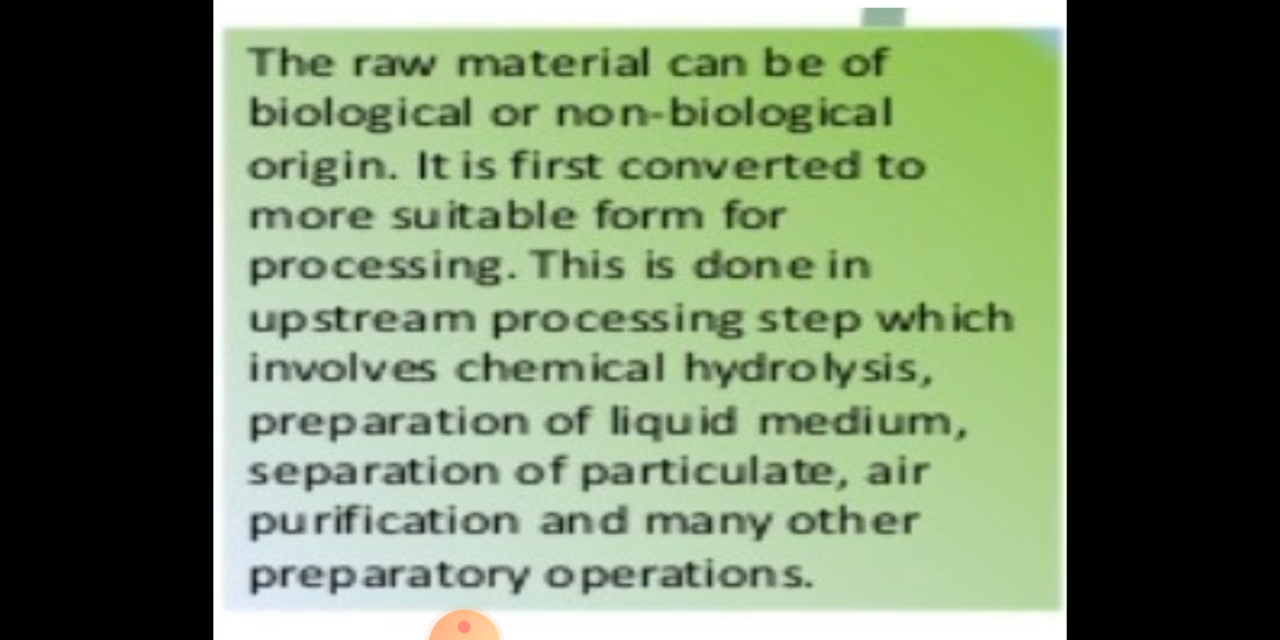 The raw material can be of
biological or non-biological
origin. It is first converted to
more suitable form for
processing. This is done in
upstream processing step which
involves chemical hydrolysis,
preparation of liquid medium,
separation of particulate, air
purification and many other
preparatory operations.